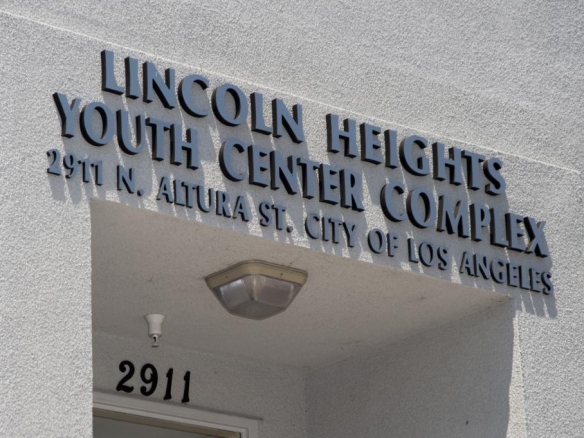 LINCOLN HEIGHTS
YOUTH CENTER COMPLEX
2911 N. ALTURA ST. CITY OF LOS ANGELES
2911